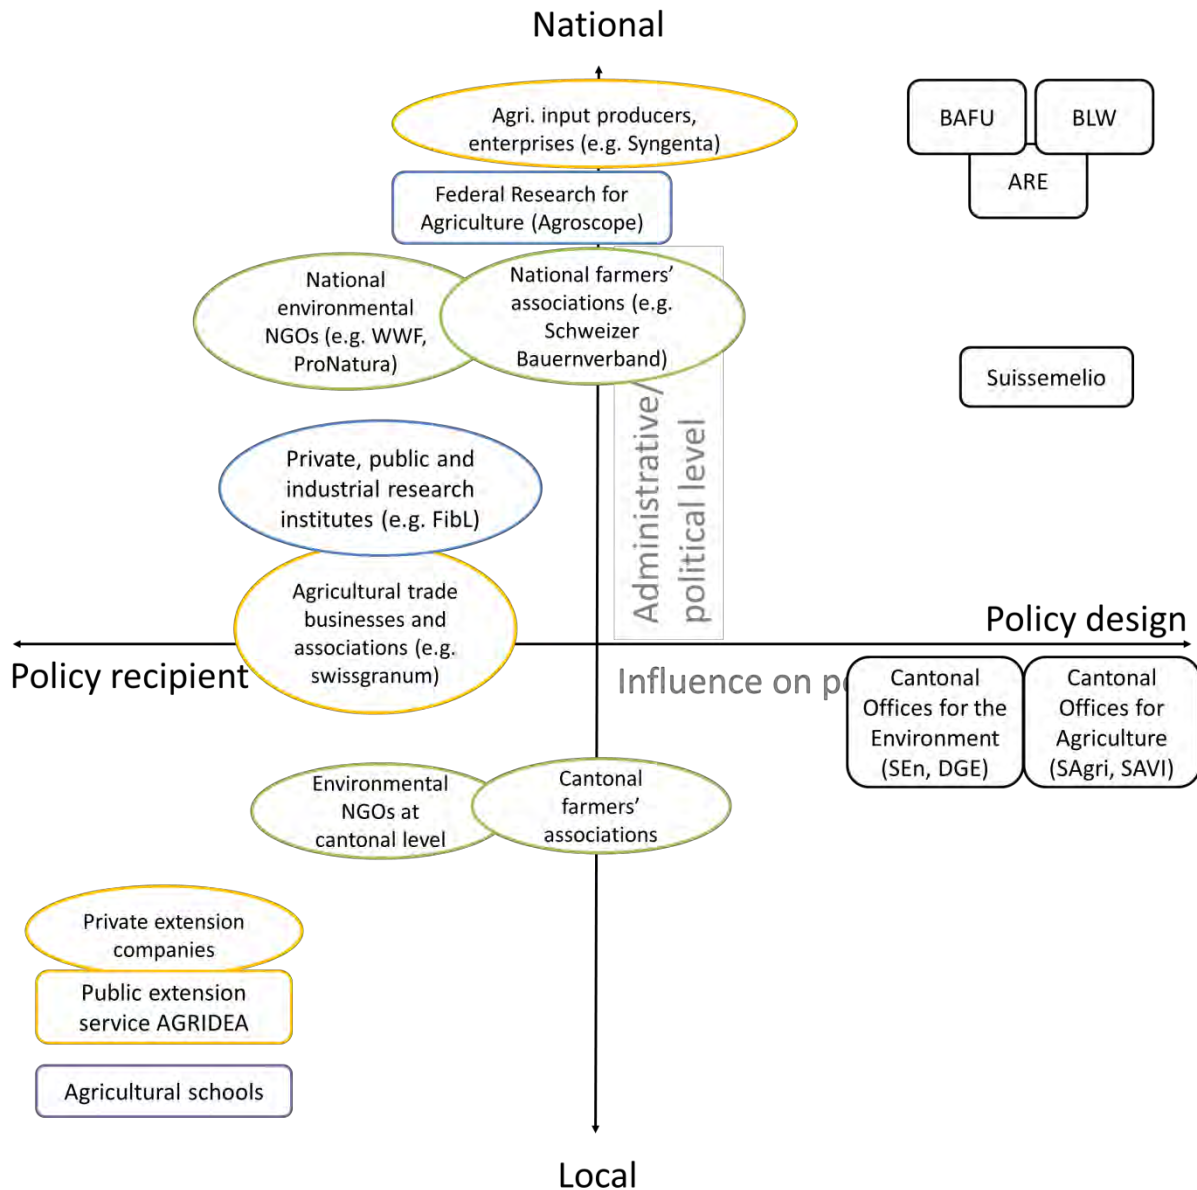 National
Agri. input producers,
enterprises (e.g. Syngenta)
BAFU
BLW
ARE
Federal Research for
Agriculture (Agroscope)
National
environmental
NGOs (e.g. WWF,
ProNatura)
National farmers’
associations (e.g.
Schweizer
Bauernverband)
Suissemelio
Administrative/
political level
Private, public and
industrial research
institutes (e.g. FibL)
Agricultural trade
businesses and
associations (e.g.
swissgranum)
Policy design
Policy recipient
Influence on
Cantonal
Offices for the
Environment
(SEn, DGE)
Cantonal
Offices for
Agriculture
(SAgri, SAVI)
Environmental
NGOs at
cantonal level
Cantonal
farmers’
associations
Private extension
companies
Public extension
service AGRIDEA
Agricultural schools
Local